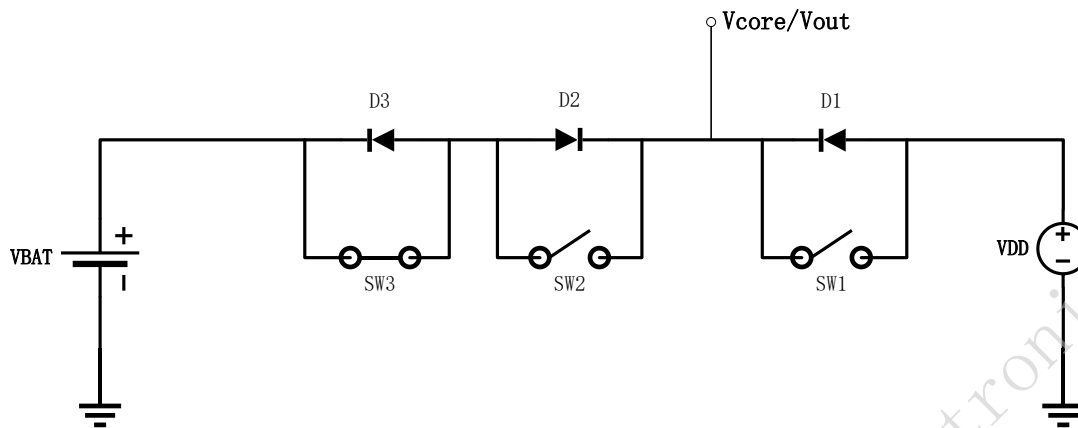 Vcore/Vout
D3
D2
D1
+
VBAT
−
SW3
SW2
SW1
VDD
+
−